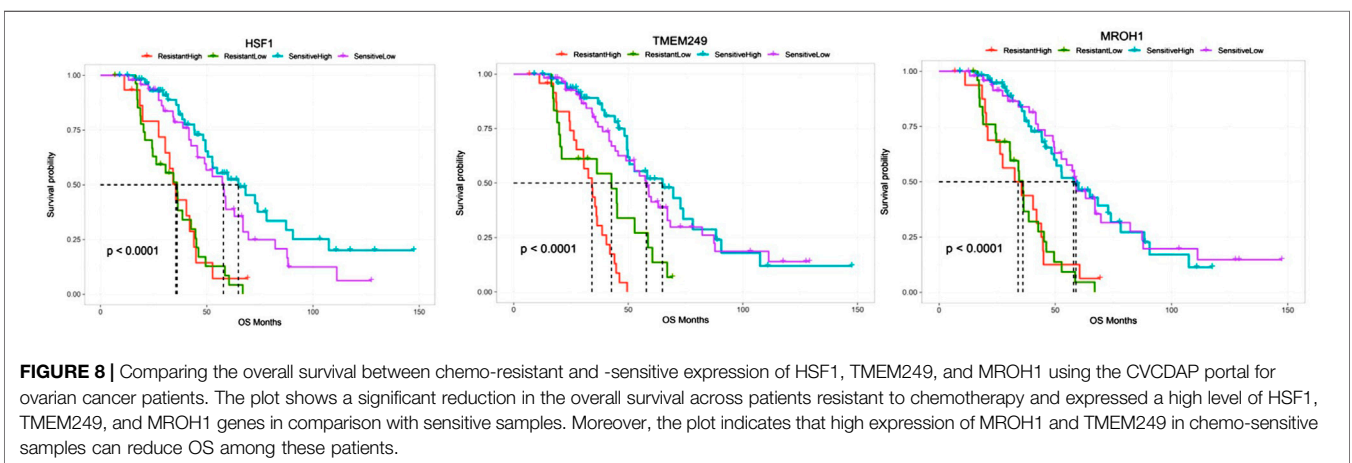 HSF1
ResistantHigh ResistantLow SensitiveHigh SensitiveLow
1.00
0.75
0.50
0.25
0.00
Survival probility
p < 0.0001
0 50 100 150
OS Months
TMEM249
ResistantHigh ResistantLow SensitiveHigh SensitiveLow
1.00
0.75
0.50
0.25
0.00
Survival probility
p < 0.0001
0 50 100 150
OS Months
MROH1
ResistantHigh ResistantLow SensitiveHigh SensitiveLow
1.00
0.75
0.50
0.25
0.00
Survival probility
p < 0.0001
0 50 100 150
OS Months
FIGURE 8 | Comparing the overall survival between chemo-resistant and -sensitive expression of HSF1, TMEM249, and MROH1 using the CVCDAP portal for
ovarian cancer patients. The plot shows a significant reduction in the overall survival across patients resistant to chemotherapy and expressed a high level of HSF1,
TMEM249, and MROH1 genes in comparison with sensitive samples. Moreover, the plot indicates that high expression of MROH1 and TMEM249 in chemo-sensitive
samples can reduce OS among these patients.